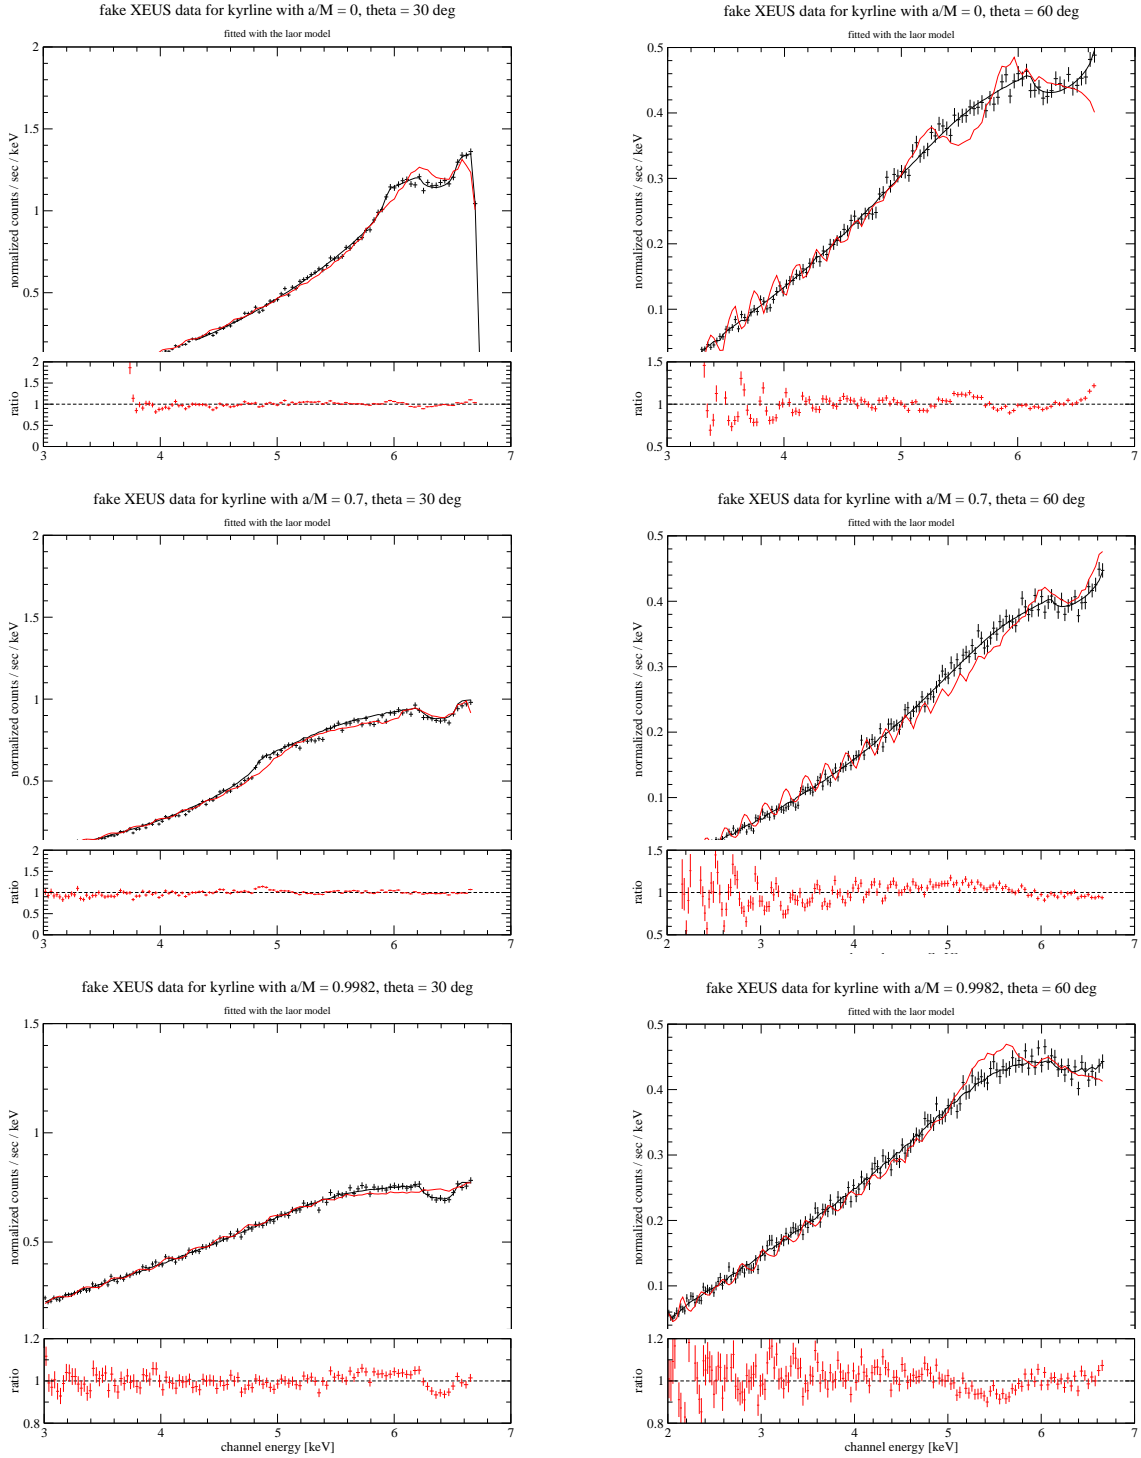 fake XEUS data for kyrline with a/M = 0, theta = 30 deg
fitted with the laor model
normalized counts / sec / keV
2
1.5
1
0.5
ratio
2
1.5
1
0.5
0
3 4 5 6 7
fake XEUS data for kyrline with a/M = 0, theta = 60 deg
fitted with the laor model
normalized counts / sec / keV
0.5
0.4
0.3
0.2
0.1
ratio
1.5
1
0.5
3 4 5 6 7
fake XEUS data for kyrline with a/M = 0.7, theta = 30 deg
fitted with the laor model
normalized counts / sec / keV
2
1.5
1
0.5
ratio
2
1.5
1
0.5
0
3 4 5 6 7
fake XEUS data for kyrline with a/M = 0.7, theta = 60 deg
fitted with the laor model
normalized counts / sec / keV
0.5
0.4
0.3
0.2
0.1
ratio
1.5
1
0.5
2 3 4 5 6 7
fake XEUS data for kyrline with a/M = 0.9982, theta = 30 deg
fitted with the laor model
normalized counts / sec / keV
1.5
1
0.5
ratio
1.2
1
0.8
3 4 5 6 7
channel energy [keV]
fake XEUS data for kyrline with a/M = 0.9982, theta = 60 deg
fitted with the laor model
normalized counts / sec / keV
0.5
0.4
0.3
0.2
0.1
ratio
1.2
1
0.8
2 3 4 5 6 7
channel energy [keV]